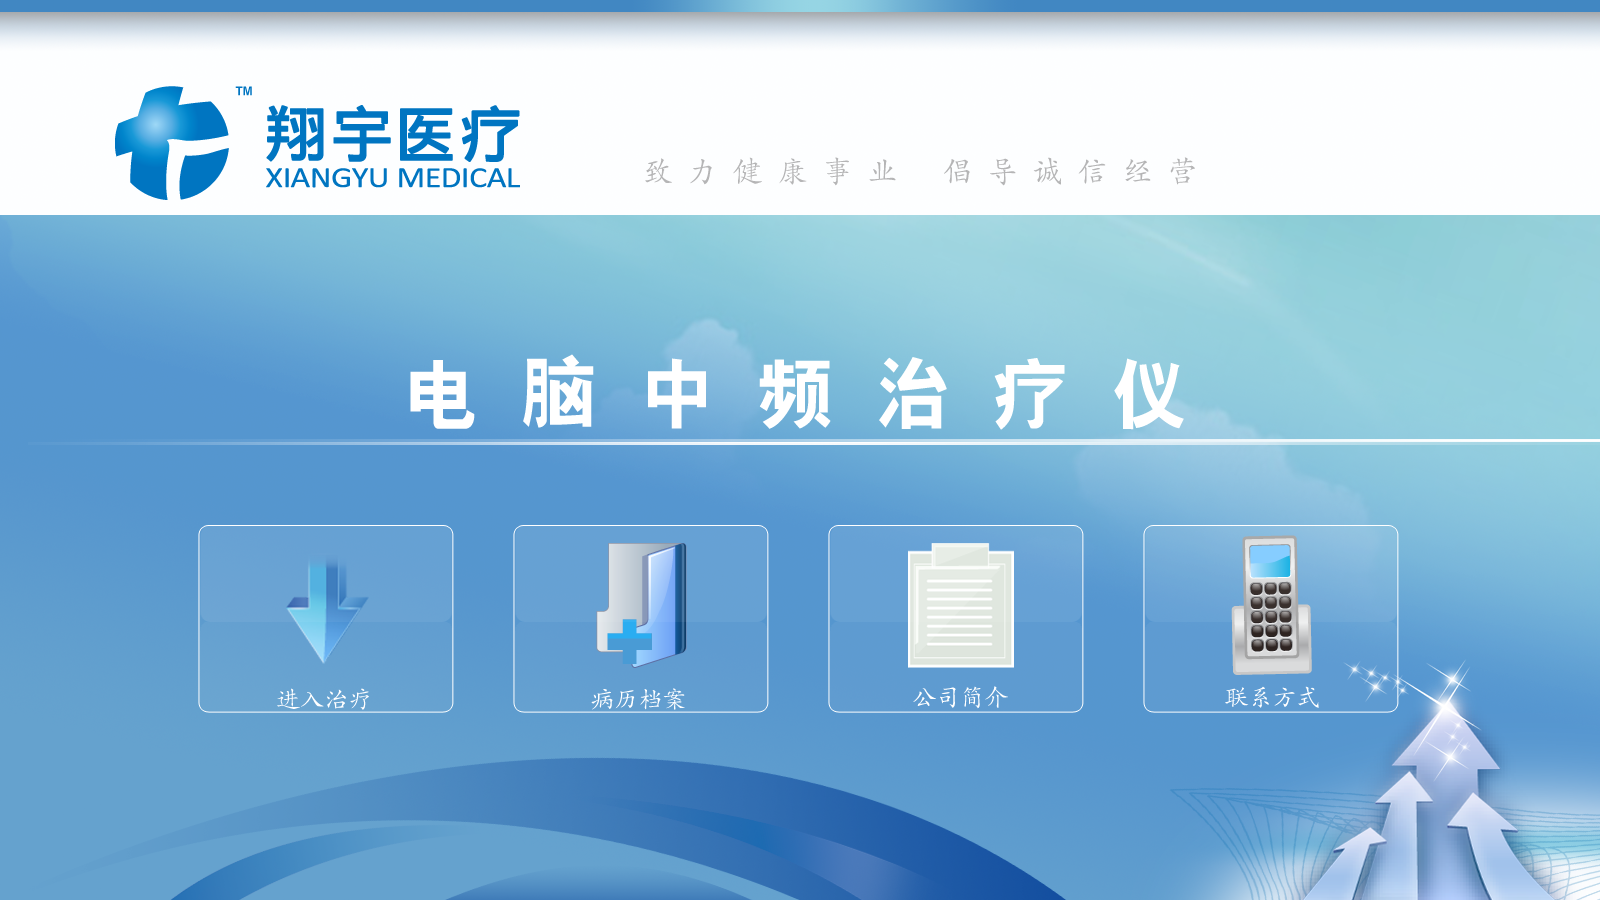 TM
翔宇医疗
XIANGYU MEDICAL
致力健康事业 倡导诚信经营
电脑中频治疗仪
进入治疗
病历档案
公司简介
联系方式